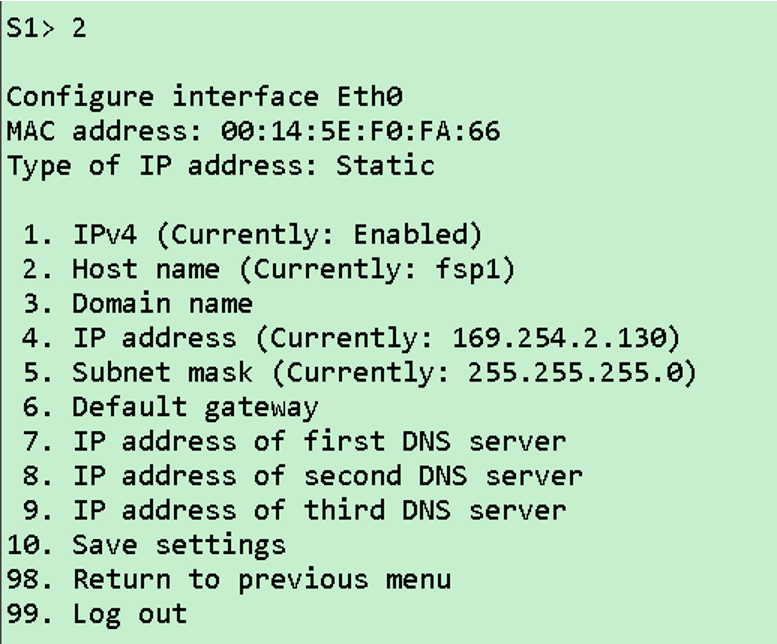 S1> 2
Configure interface Eth0
MAC address: 00:14:5E:F0:FA:66
Type of IP address: Static
1. IPv4 (Currently: Enabled)
2. Host name (Currently: fsp1)
3. Domain name
4. IP address (Currently: 169.254.2.130)
5. Subnet mask (Currently: 255.255.255.0)
6. Default gateway
7. IP address of first DNS server
8. IP address of second DNS server
9. IP address of third DNS server
10. Save settings
98. Return to previous menu
99. Log out